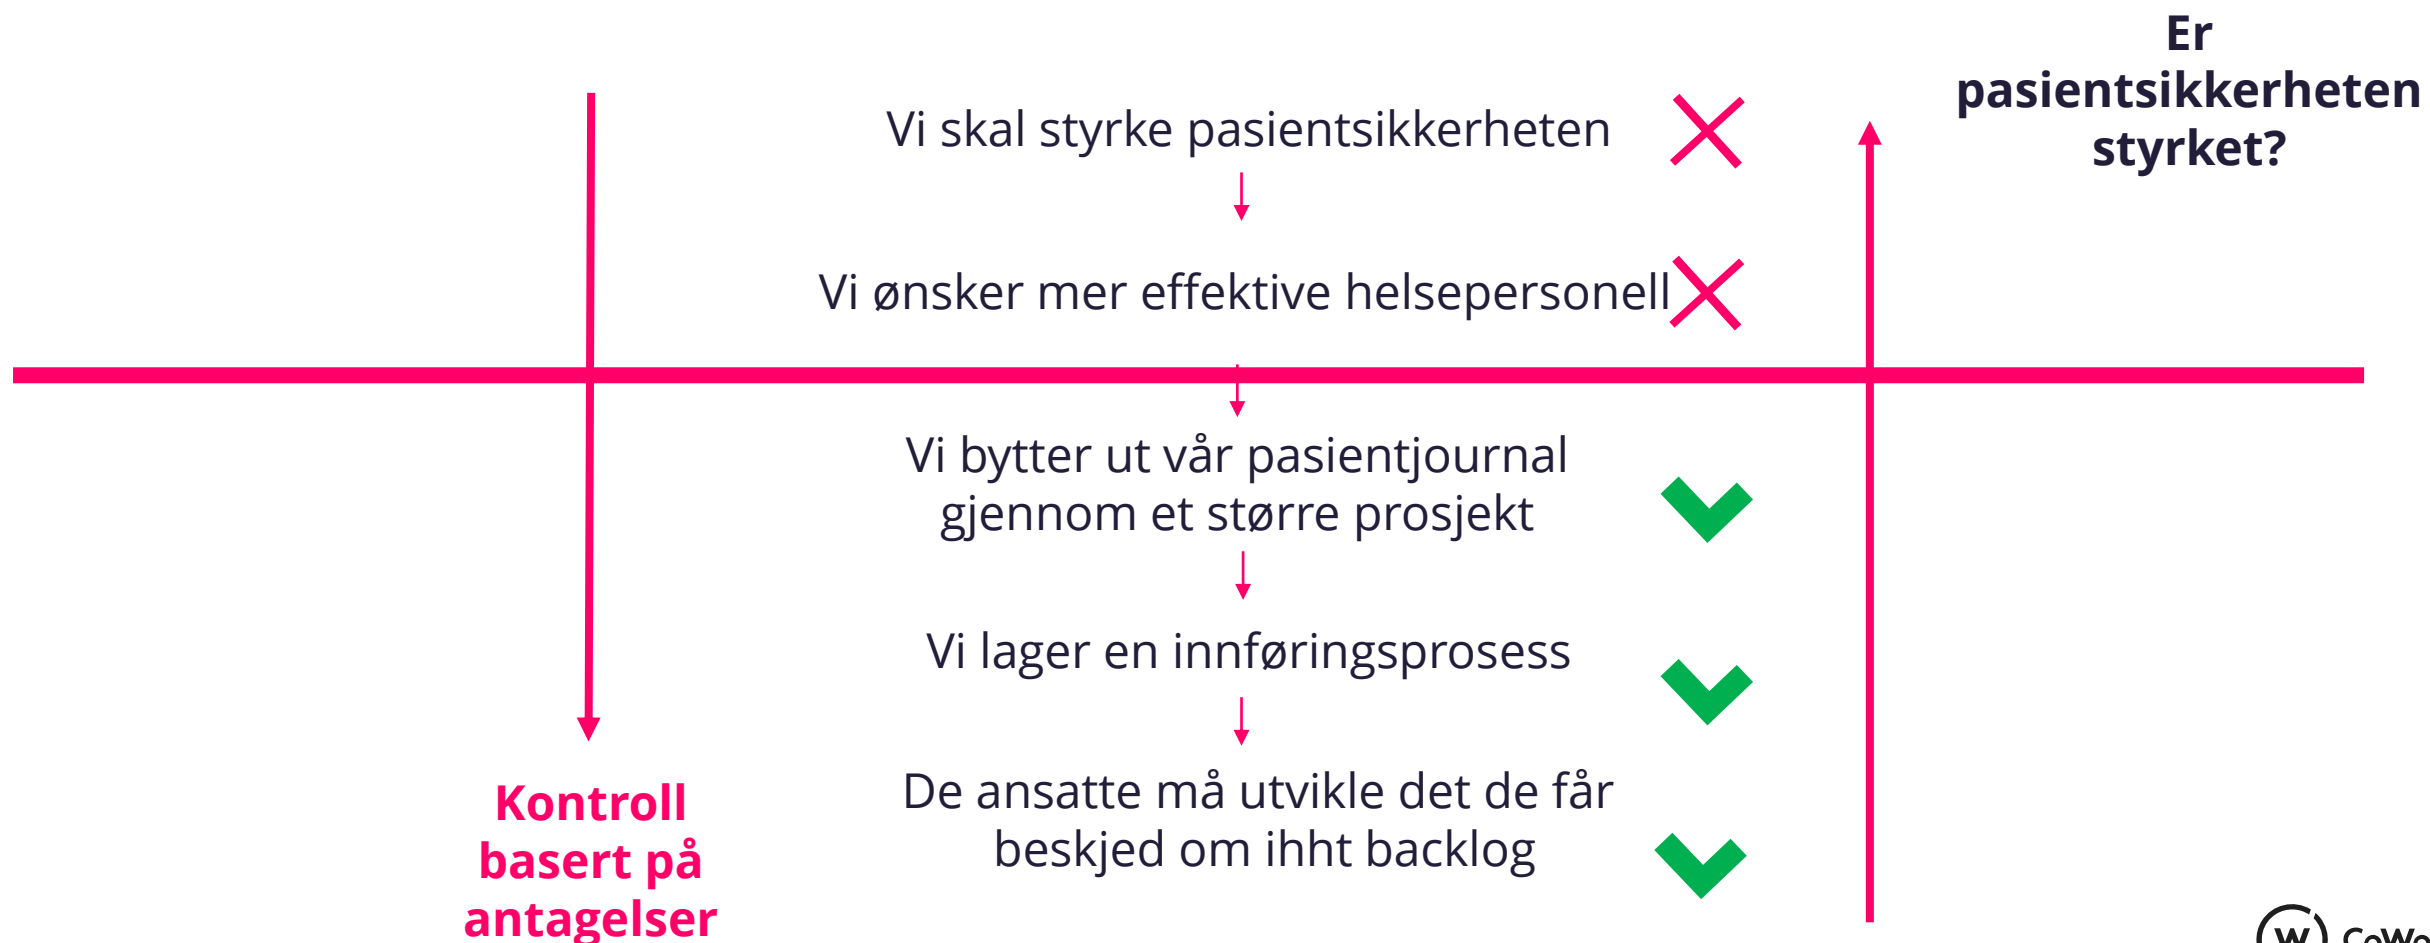 Er
pasientsikkerheten
styrket?
Vi skal styrke pasientsikkerheten
Vi ønsker mer effektive helsepersonell
Vi bytter ut vår pasientjournal
gjennom et større prosjekt
Vi lager en innføringsprosess
De ansatte må utvikle det de får
beskjed om ihht backlog
Kontroll
basert på
antagelser